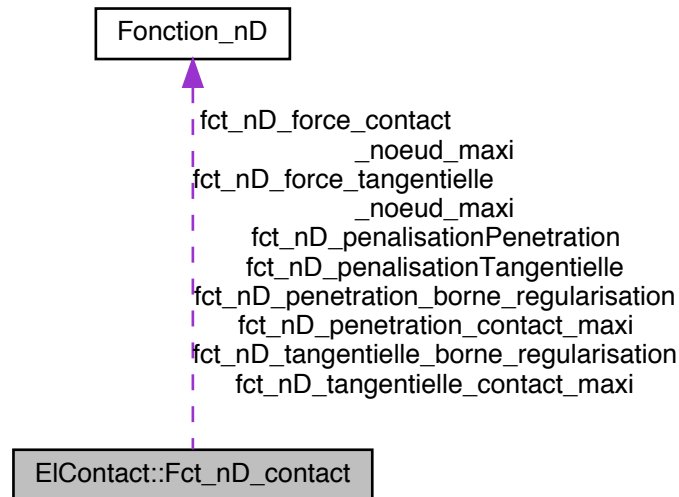 Fonction_nD
fct_nD_force_contact
_noeud_maxi
fct_nD_force_tangentielle
_noeud_maxi
fct_nD_penalisationPenetration
fct_nD_penalisationTangentielle
fct_nD_penetration_borne_regularisation
fct_nD_penetration_contact_maxi
fct_nD_tangentielle_borne_regularisation
fct_nD_tangentielle_contact_maxi
ElContact::Fct_nD_contact